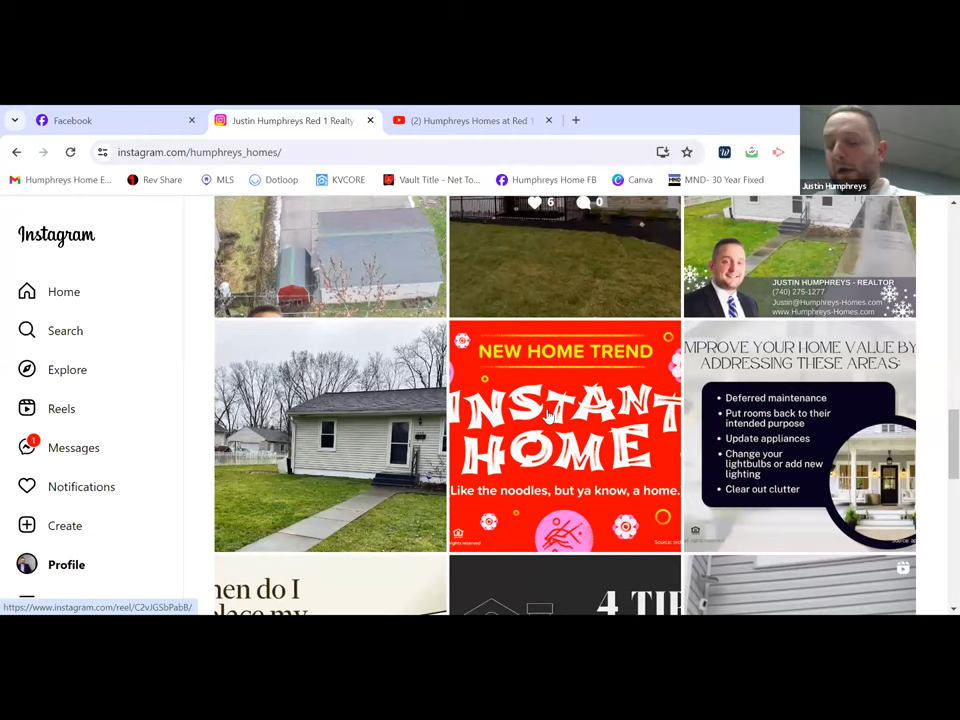 Facebook
Justin Humphreys Red 1 Realty
(2) Humphreys Homes at Red 1
instagram.com/humphreys_homes/
Humphreys Home E...
Rev Share
MLS
Dotloop
KVCORE
Vault Title - Net To...
Humphreys Home FB
Canva
MND- 30 Year Fixed
Justin Humphreys
Instagram
Home
Search
Explore
Reels
1
Messages
Notifications
Create
Profile
https://www.instagram.com/reel/C2vJGSbPabB/
6
0
JUSTIN HUMPHREYS - REALTOR
(740) 275-1277
Justin@Humphreys-Homes.com
www.Humphreys-Homes.com
NEW HOME TREND
INSTANT
HOME
Like the noodles, but ya know, a home.
MPROVE YOUR HOME VALUE BY
ADDRESSING THESE AREAS:
Deferred maintenance
Put rooms back to their
intended purpose
Update appliances
Change your
lightbulbs or add new
lighting
Clear out clutter
hen do I
lace my
4 TIP